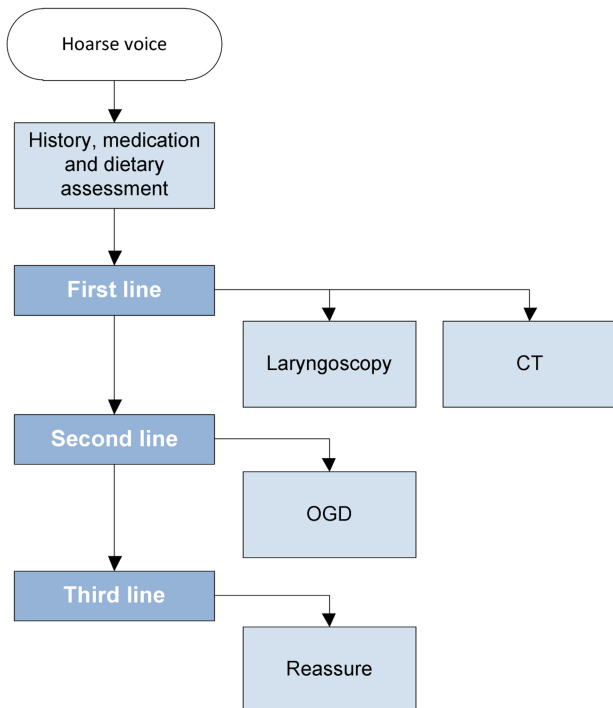 Hoarse voice
History, medication
and dietary
assessment
First line
Laryngoscopy
CT
Second line
OGD
Third line
Reassure